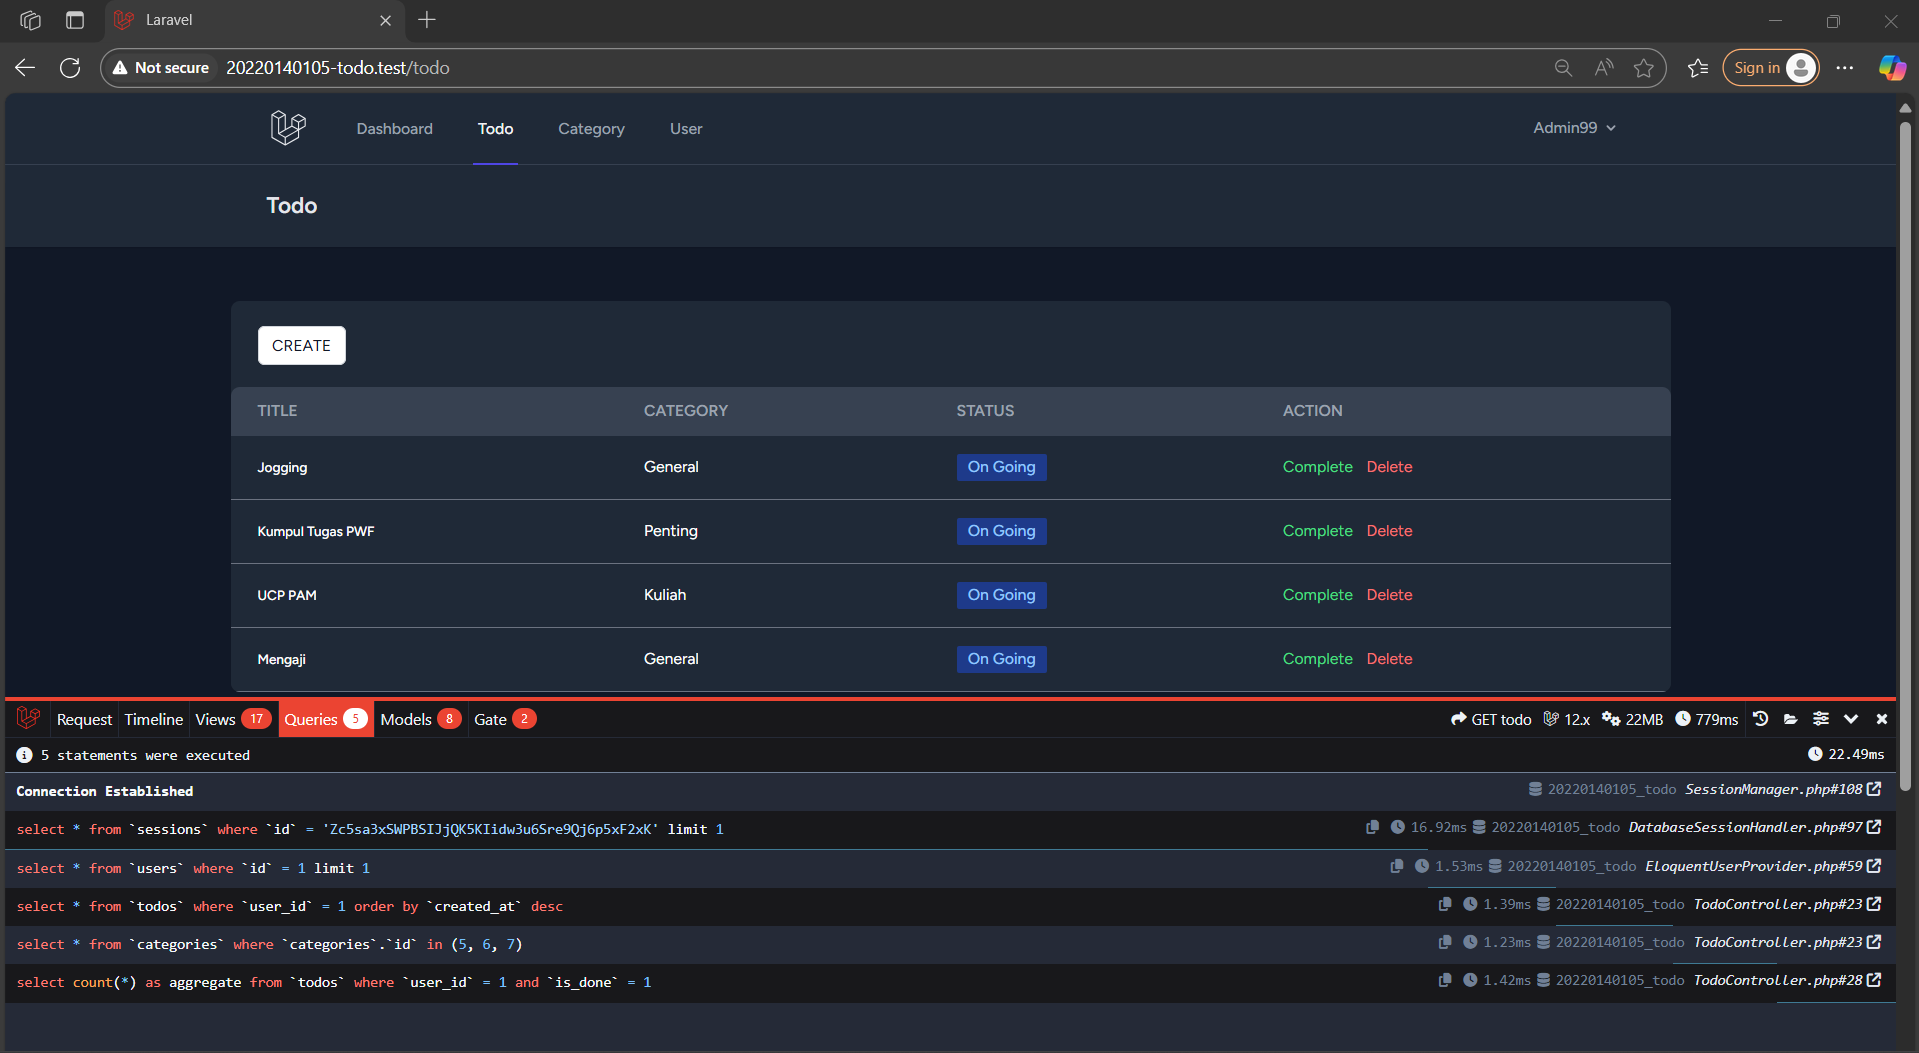 Laravel
Not secure 20220140105-todo.test/todo Sign in
Dashboard Todo Category User Admin99
Todo
CREATE
TITLE CATEGORY STATUS ACTION
Jogging General On Going Complete Delete
Kumpul Tugas PWF Penting On Going Complete Delete
UCP PAM Kuliah On Going Complete Delete
Mengaji General On Going Complete Delete
Request Timeline Views 17 Queries 5 Models 8 Gate 2 GET todo 12.x 22MB 779ms
5 statements were executed 22.49ms
Connection Established 20220140105_todo SessionManager.php#108
select * from `sessions` where `id` = 'Zc5sa3xSWPBSIJjQK5KIidw3u6Sre9Qj6p5xF2xK' limit 1 16.92ms 20220140105_todo DatabaseSessionHandler.php#97
select * from `users` where `id` = 1 limit 1 1.53ms 20220140105_todo EloquentUserProvider.php#59
select * from `todos` where `user_id` = 1 order by `created_at` desc 1.39ms 20220140105_todo TodoController.php#23
select * from `categories` where `categories`.`id` in (5, 6, 7) 1.23ms 20220140105_todo TodoController.php#23
select count(*) as aggregate from `todos` where `user_id` = 1 and `is_done` = 1 1.42ms 20220140105_todo TodoController.php#28